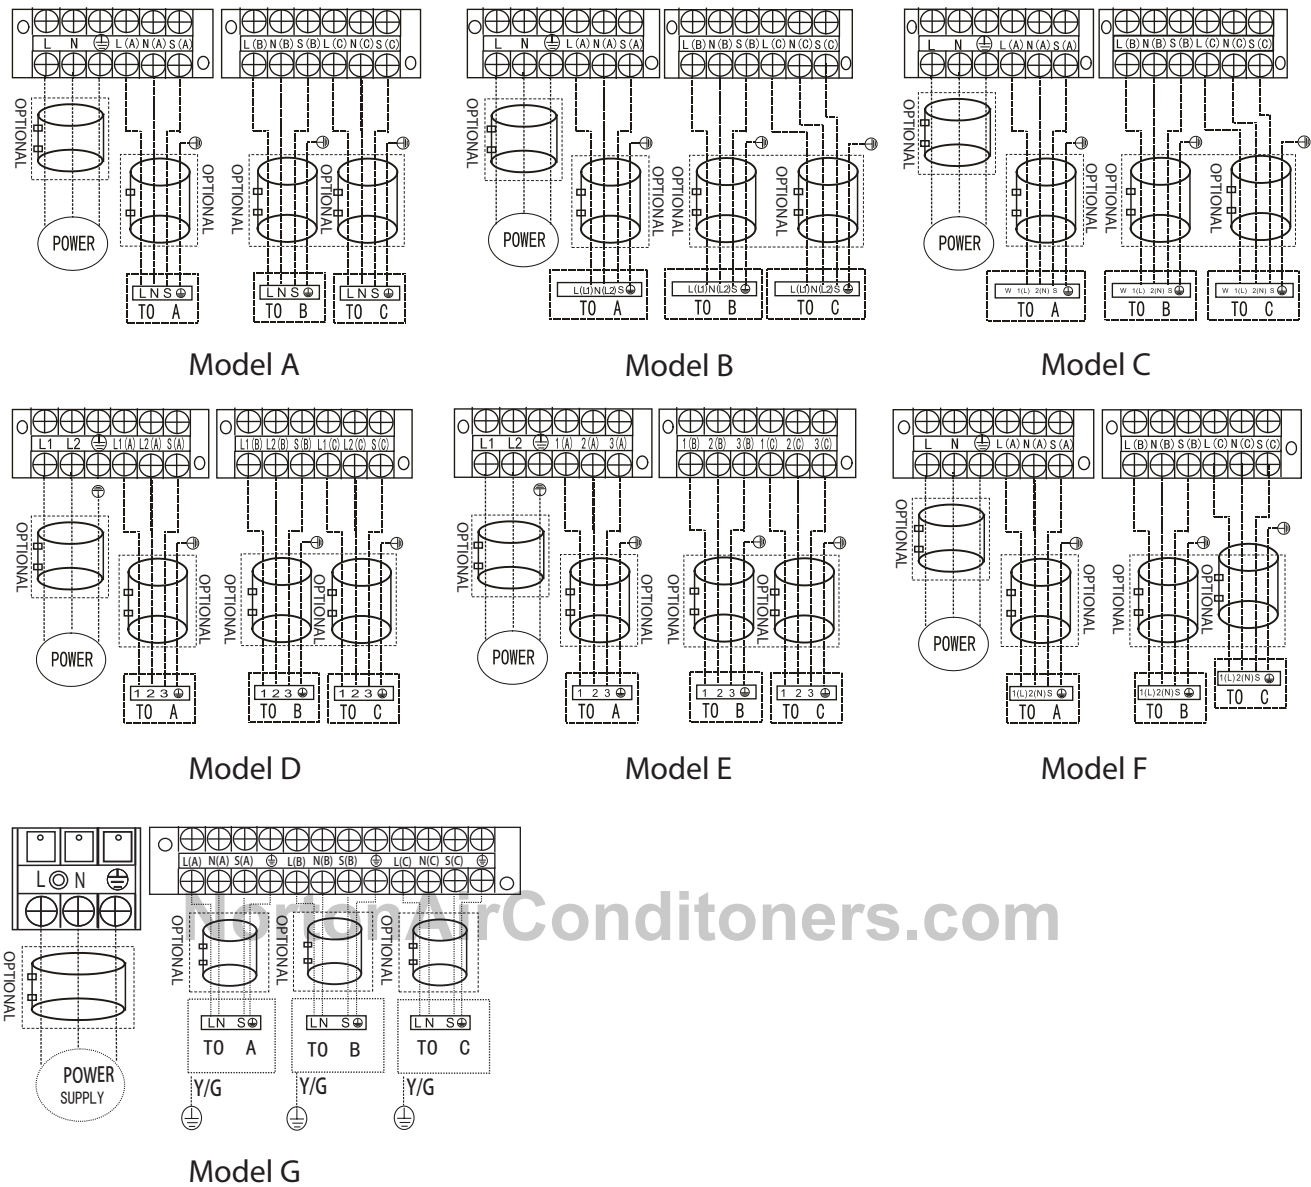 L N L(A) N(A) S(A) L(B) N(B) S(B) L(C) N(C) S(C)
OPTIONAL OPTIONAL OPTIONAL OPTIONAL
POWER
L N S L N S L N S
TO A TO B TO C
Model A
L N L(A) N(A) S(A) L(B) N(B) S(B) L(C) N(C) S(C)
OPTIONAL OPTIONAL OPTIONAL OPTIONAL
POWER
L(L1) N(L2) S L(L1) N(L2) S L(L1) N(L2) S
TO A TO B TO C
Model B
L N L(A) N(A) S(A) L(B) N(B) S(B) L(C) N(C) S(C)
OPTIONAL OPTIONAL OPTIONAL OPTIONAL
POWER
W 1(L) 2(N) S W 1(L) 2(N) S W 1(L) 2(N) S
TO A TO B TO C
Model C
L1 L2 L1(A) L2(A) S(A) L1(B) L2(B) S(B) L1(C) L2(C) S(C)
OPTIONAL OPTIONAL OPTIONAL OPTIONAL
POWER
1 2 3 1 2 3 1 2 3
TO A TO B TO C
Model D
L1 L2 1(A) 2(A) 3(A) 1(B) 2(B) 3(B) 1(C) 2(C) 3(C)
OPTIONAL OPTIONAL OPTIONAL OPTIONAL
POWER
1 2 3 1 2 3 1 2 3
TO A TO B TO C
Model E
L N L(A) N(A) S(A) L(B) N(B) S(B) L(C) N(C) S(C)
OPTIONAL OPTIONAL OPTIONAL OPTIONAL
POWER
1(L) 2(N) S 1(L) 2(N) S 1(L) 2(N) S
TO A TO B TO C
Model F
L N L(A) N(A) S(A) L(B) N(B) S(B) L(C) N(C) S(C)
NortonAirConditoners.com
OPTIONAL OPTIONAL OPTIONAL OPTIONAL
LN S LN S LN S
TO A TO B TO C
POWER
SUPPLY
Y/G Y/G Y/G
Model G